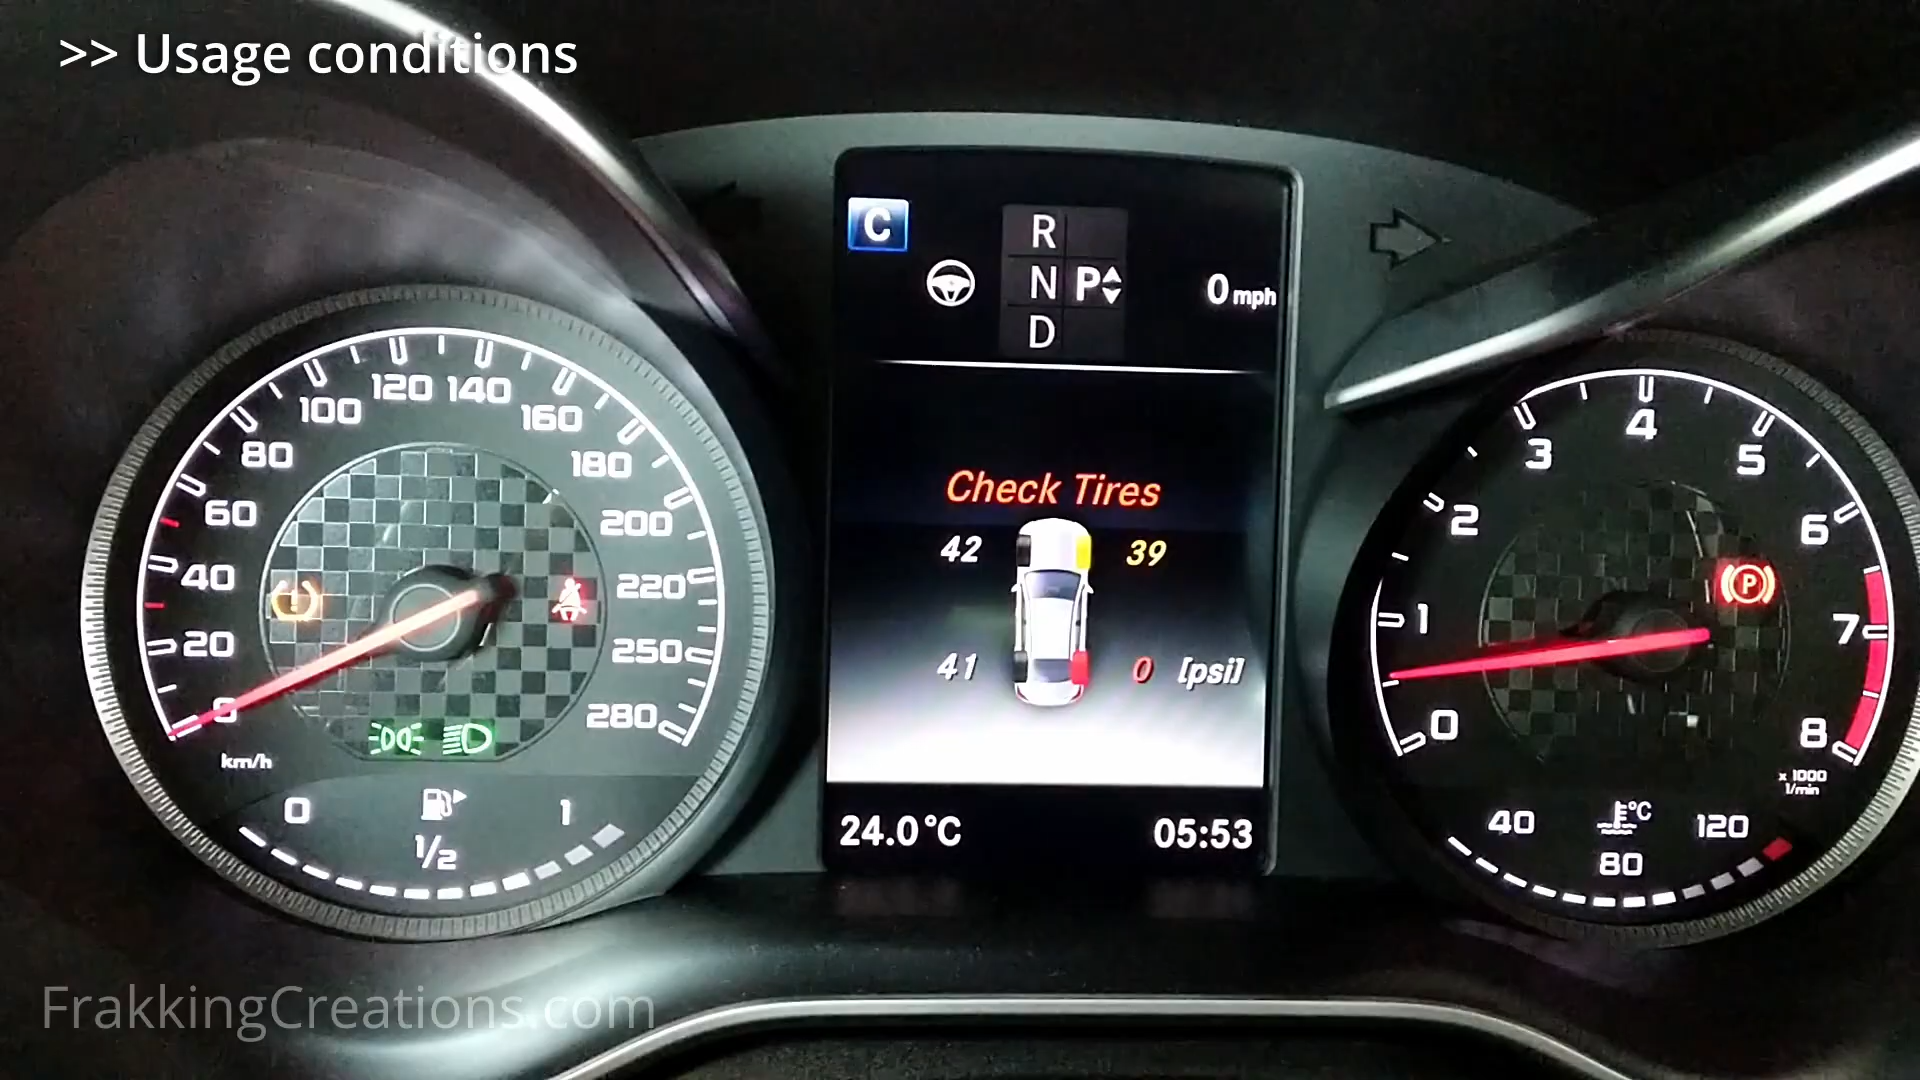 >> Usage conditions
C
R
N P
D
0 mph
Check Tires
42 39
41 0 [psi]
24.0°C 05:53
0
20
40
60
80
100
120
140
160
180
200
220
250
280
km/h
0 1/2 1
0
1
2
3
4
5
6
7
8
x 1000
1/min
(P)
40 °C 120
80
FrakkingCreations.com